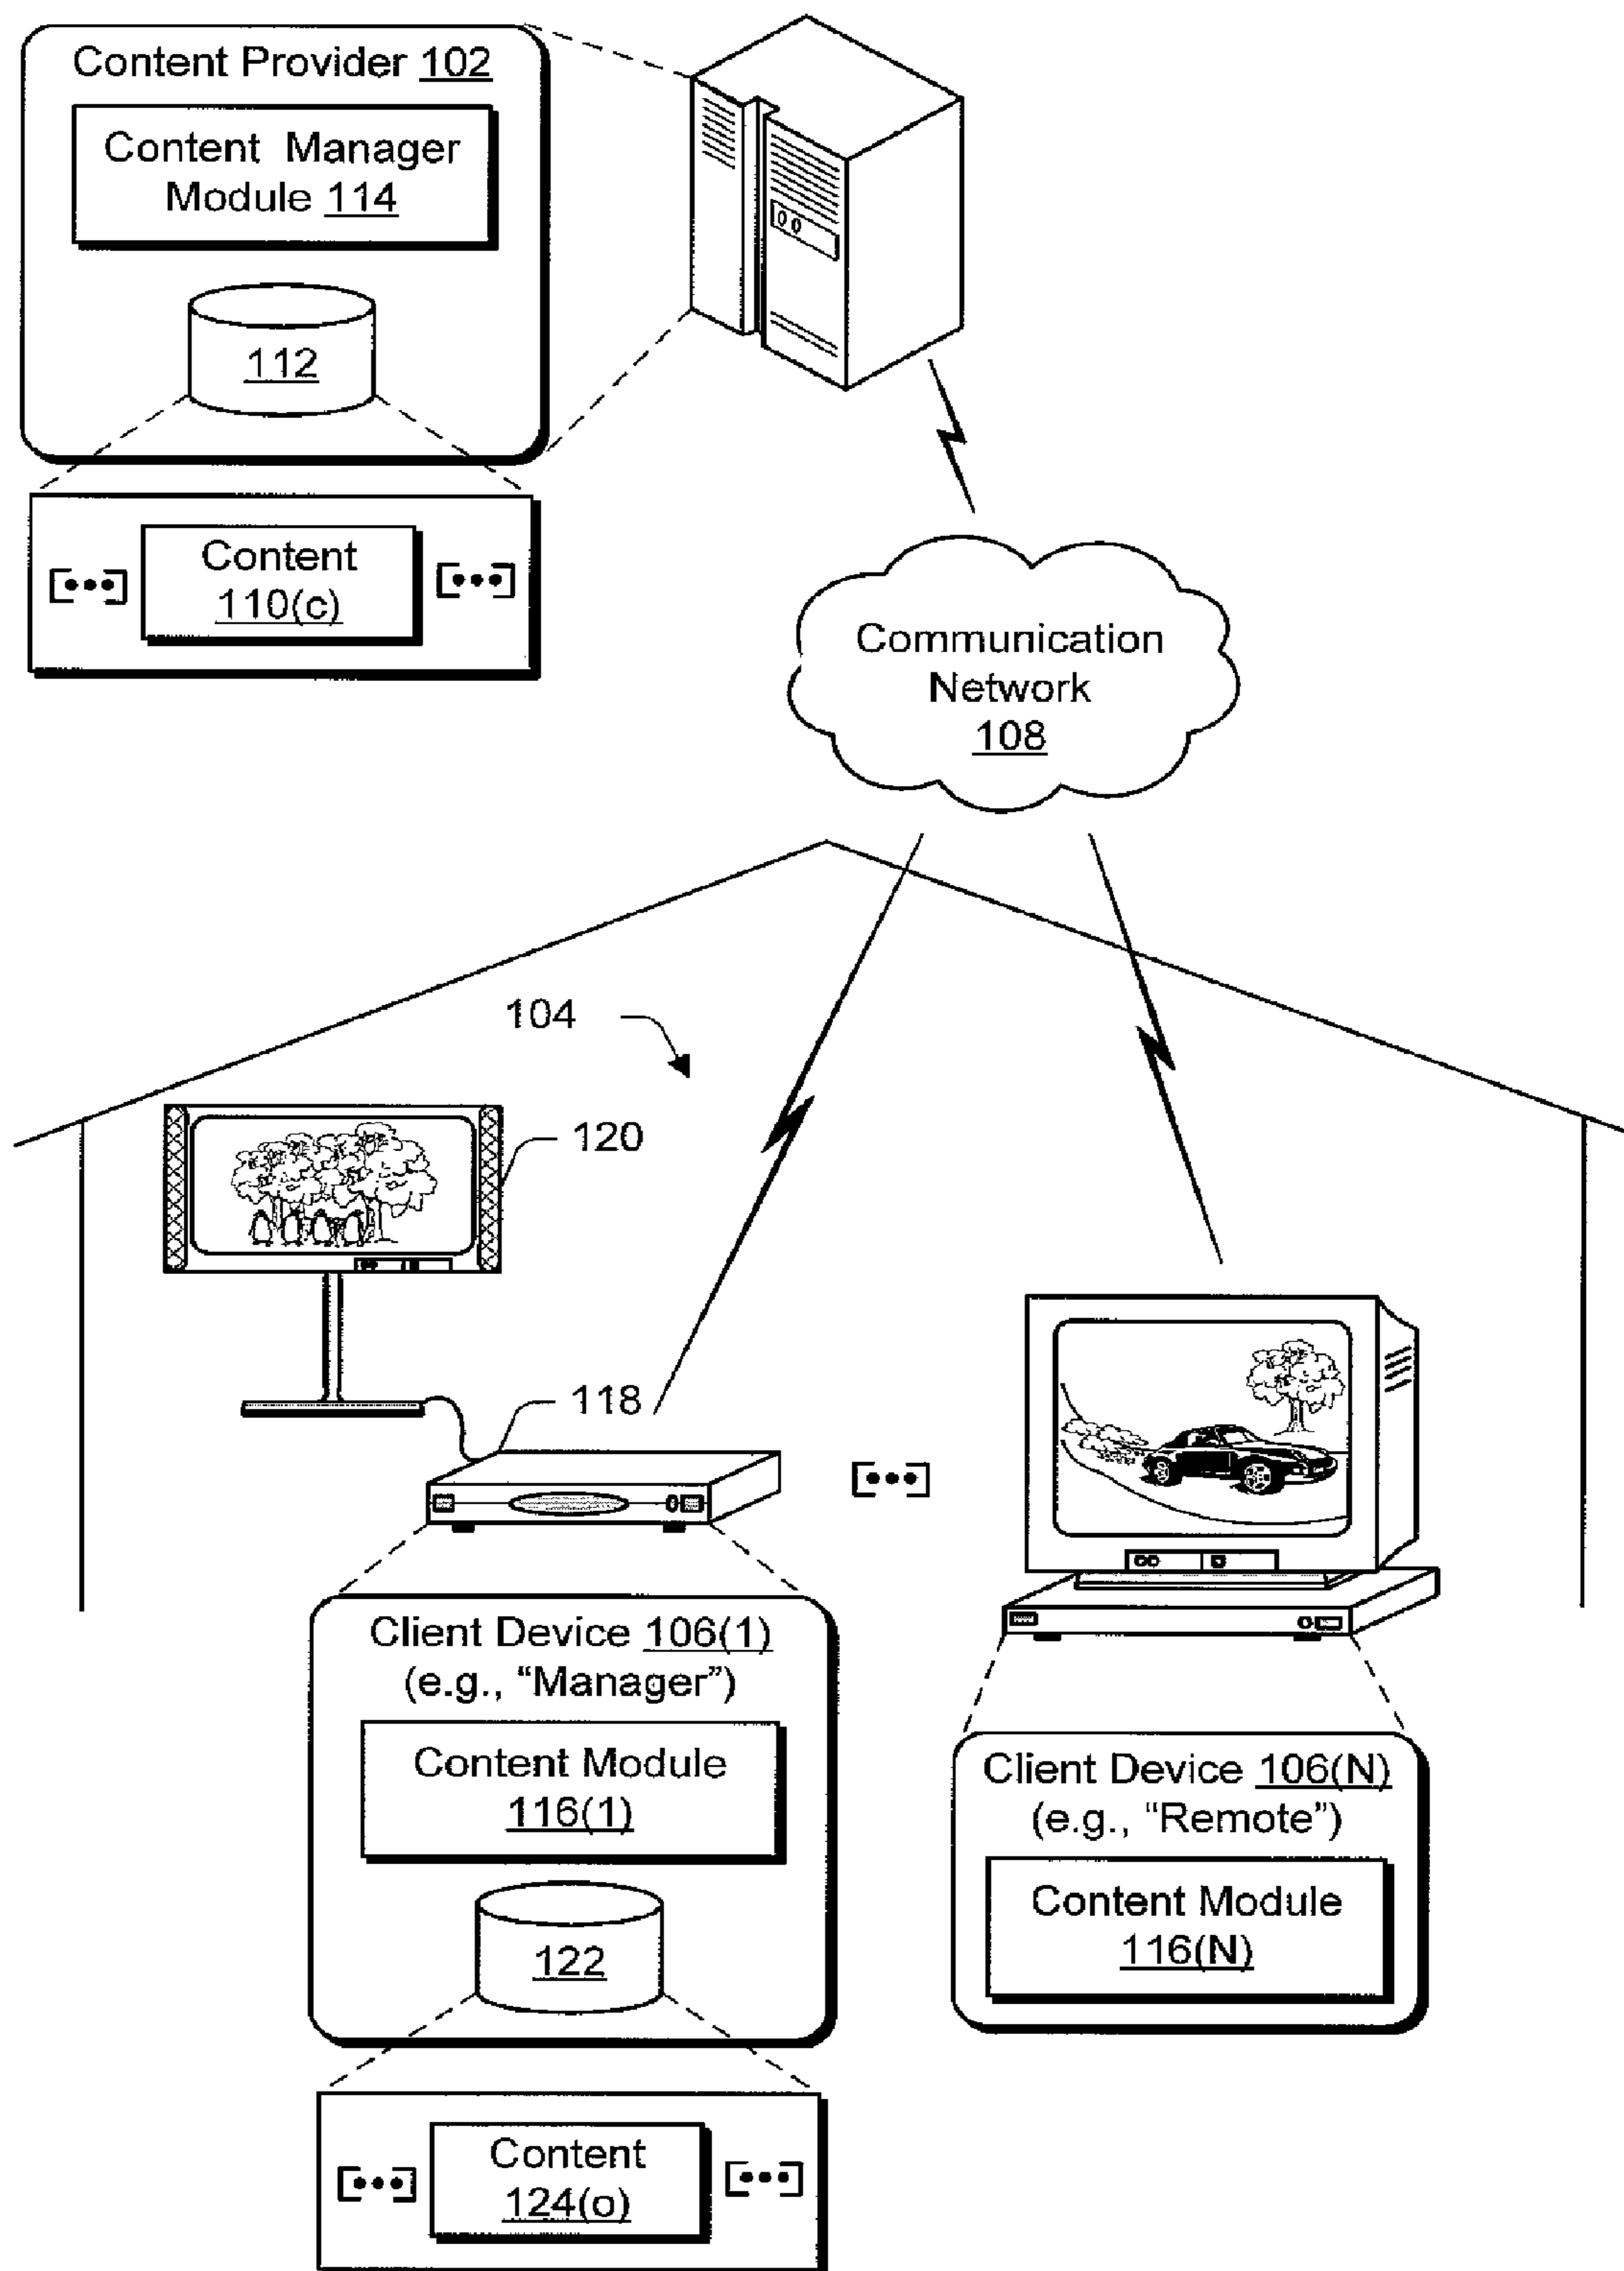 Content Provider 102
Content Manager
Module 114
112
[•••]
Content
110(c)
[•••]
Communication
Network
108
104
120
118
[•••]
Client Device 106(1)
(e.g., “Manager”)
Content Module
116(1)
122
Client Device 106(N)
(e.g., “Remote”)
Content Module
116(N)
[•••]
Content
124(o)
[•••]